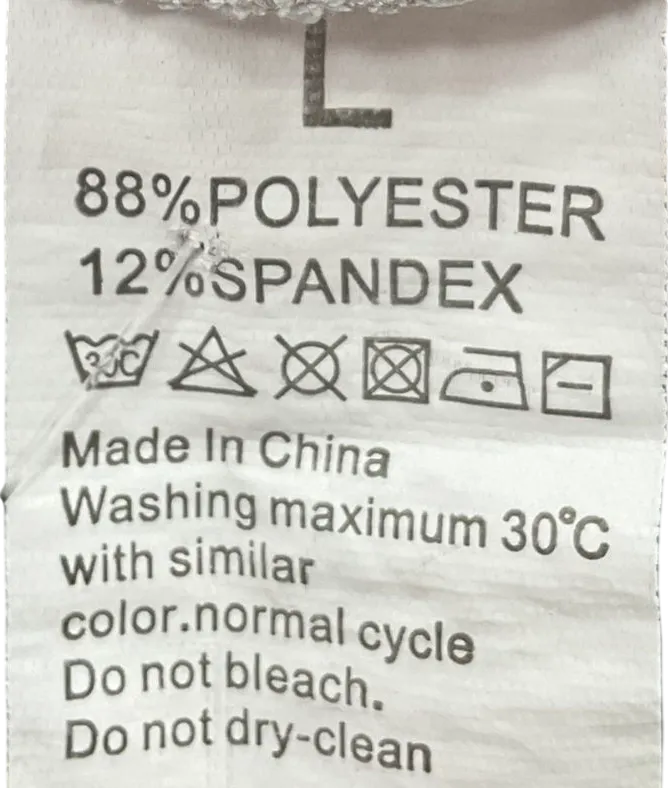 L
88%POLYESTER
12%SPANDEX
30C
Made In China
Washing maximum 30°C
with similar
color.normal cycle
Do not bleach.
Do not dry-clean